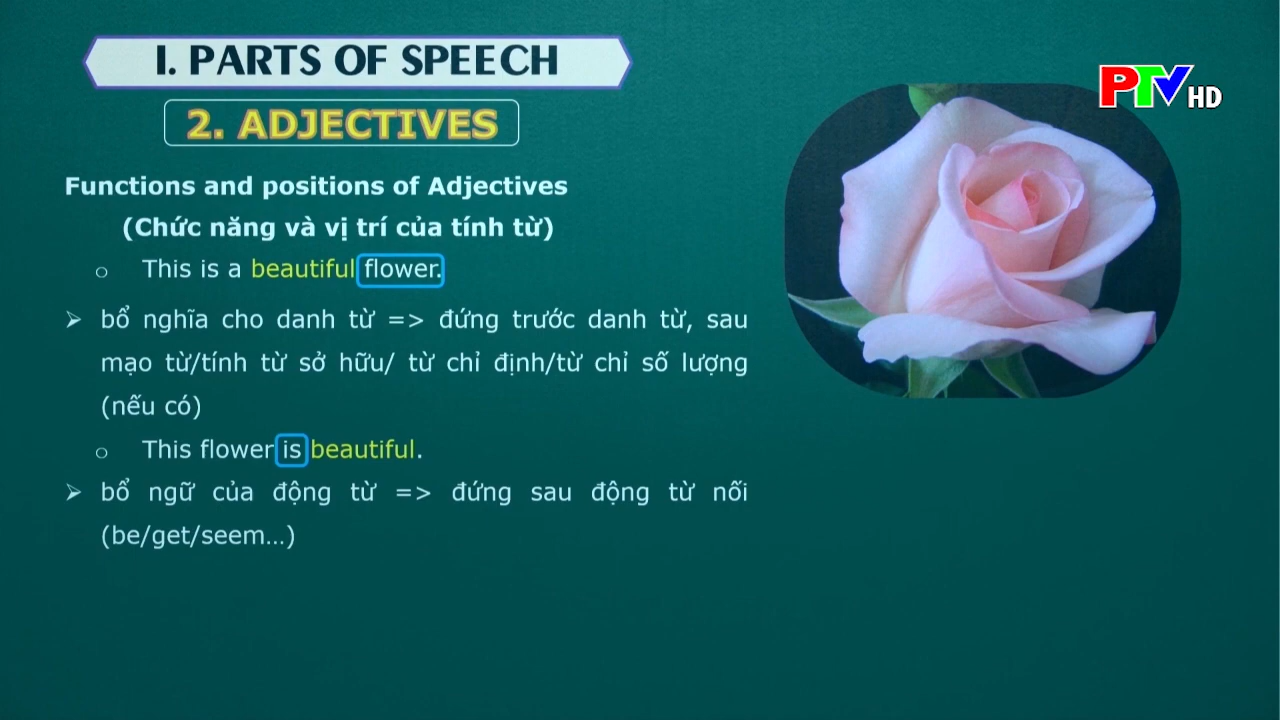 I. PARTS OF SPEECH
PTV HD
2. ADJECTIVES
Functions and positions of Adjectives
(Chức năng và vị trí của tính từ)
o This is a beautiful flower.
➢ bổ nghĩa cho danh từ => đứng trước danh từ, sau
mạo từ/tính từ sở hữu/ từ chỉ định/từ chỉ số lượng
(nếu có)
o This flower is beautiful.
➢ bổ ngữ của động từ => đứng sau động từ nối
(be/get/seem…)